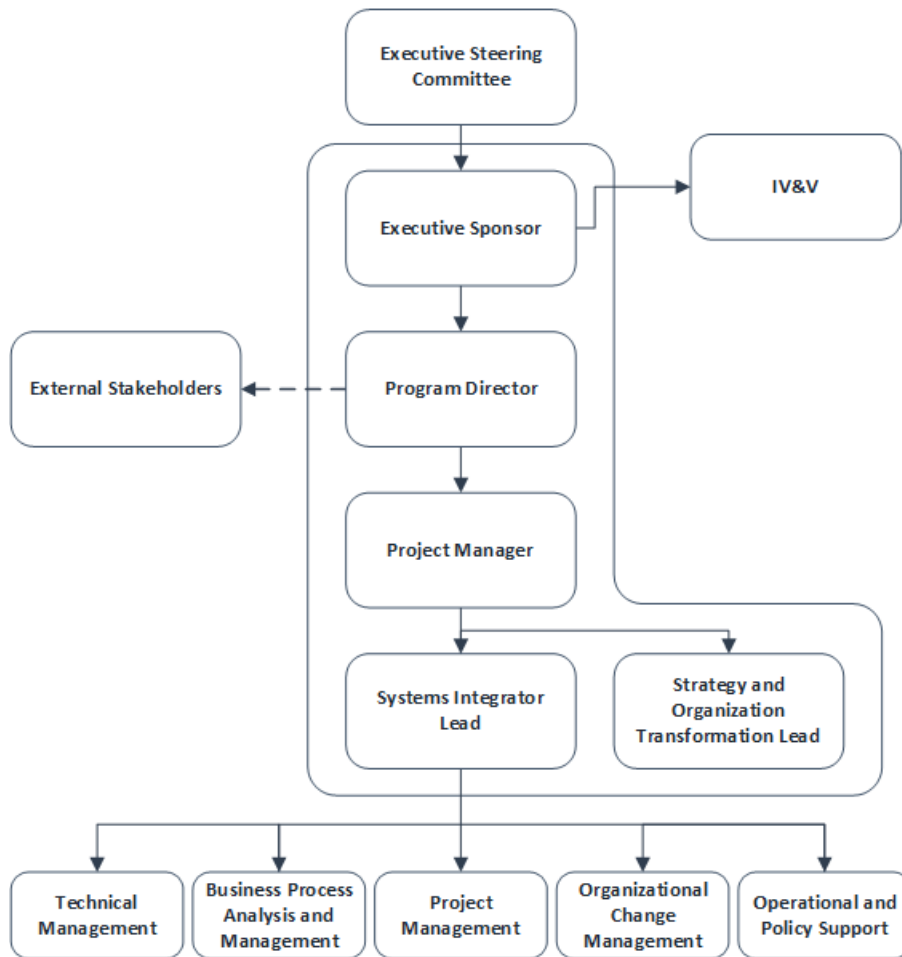 Executive Steering
Committee
Executive Sponsor
IV&V
External Stakeholders
Program Director
Project Manager
Systems Integrator
Lead
Strategy and
Organization
Transformation Lead
Technical
Management
Business Process
Analysis and
Management
Project
Management
Organizational
Change
Management
Operational and
Policy Support